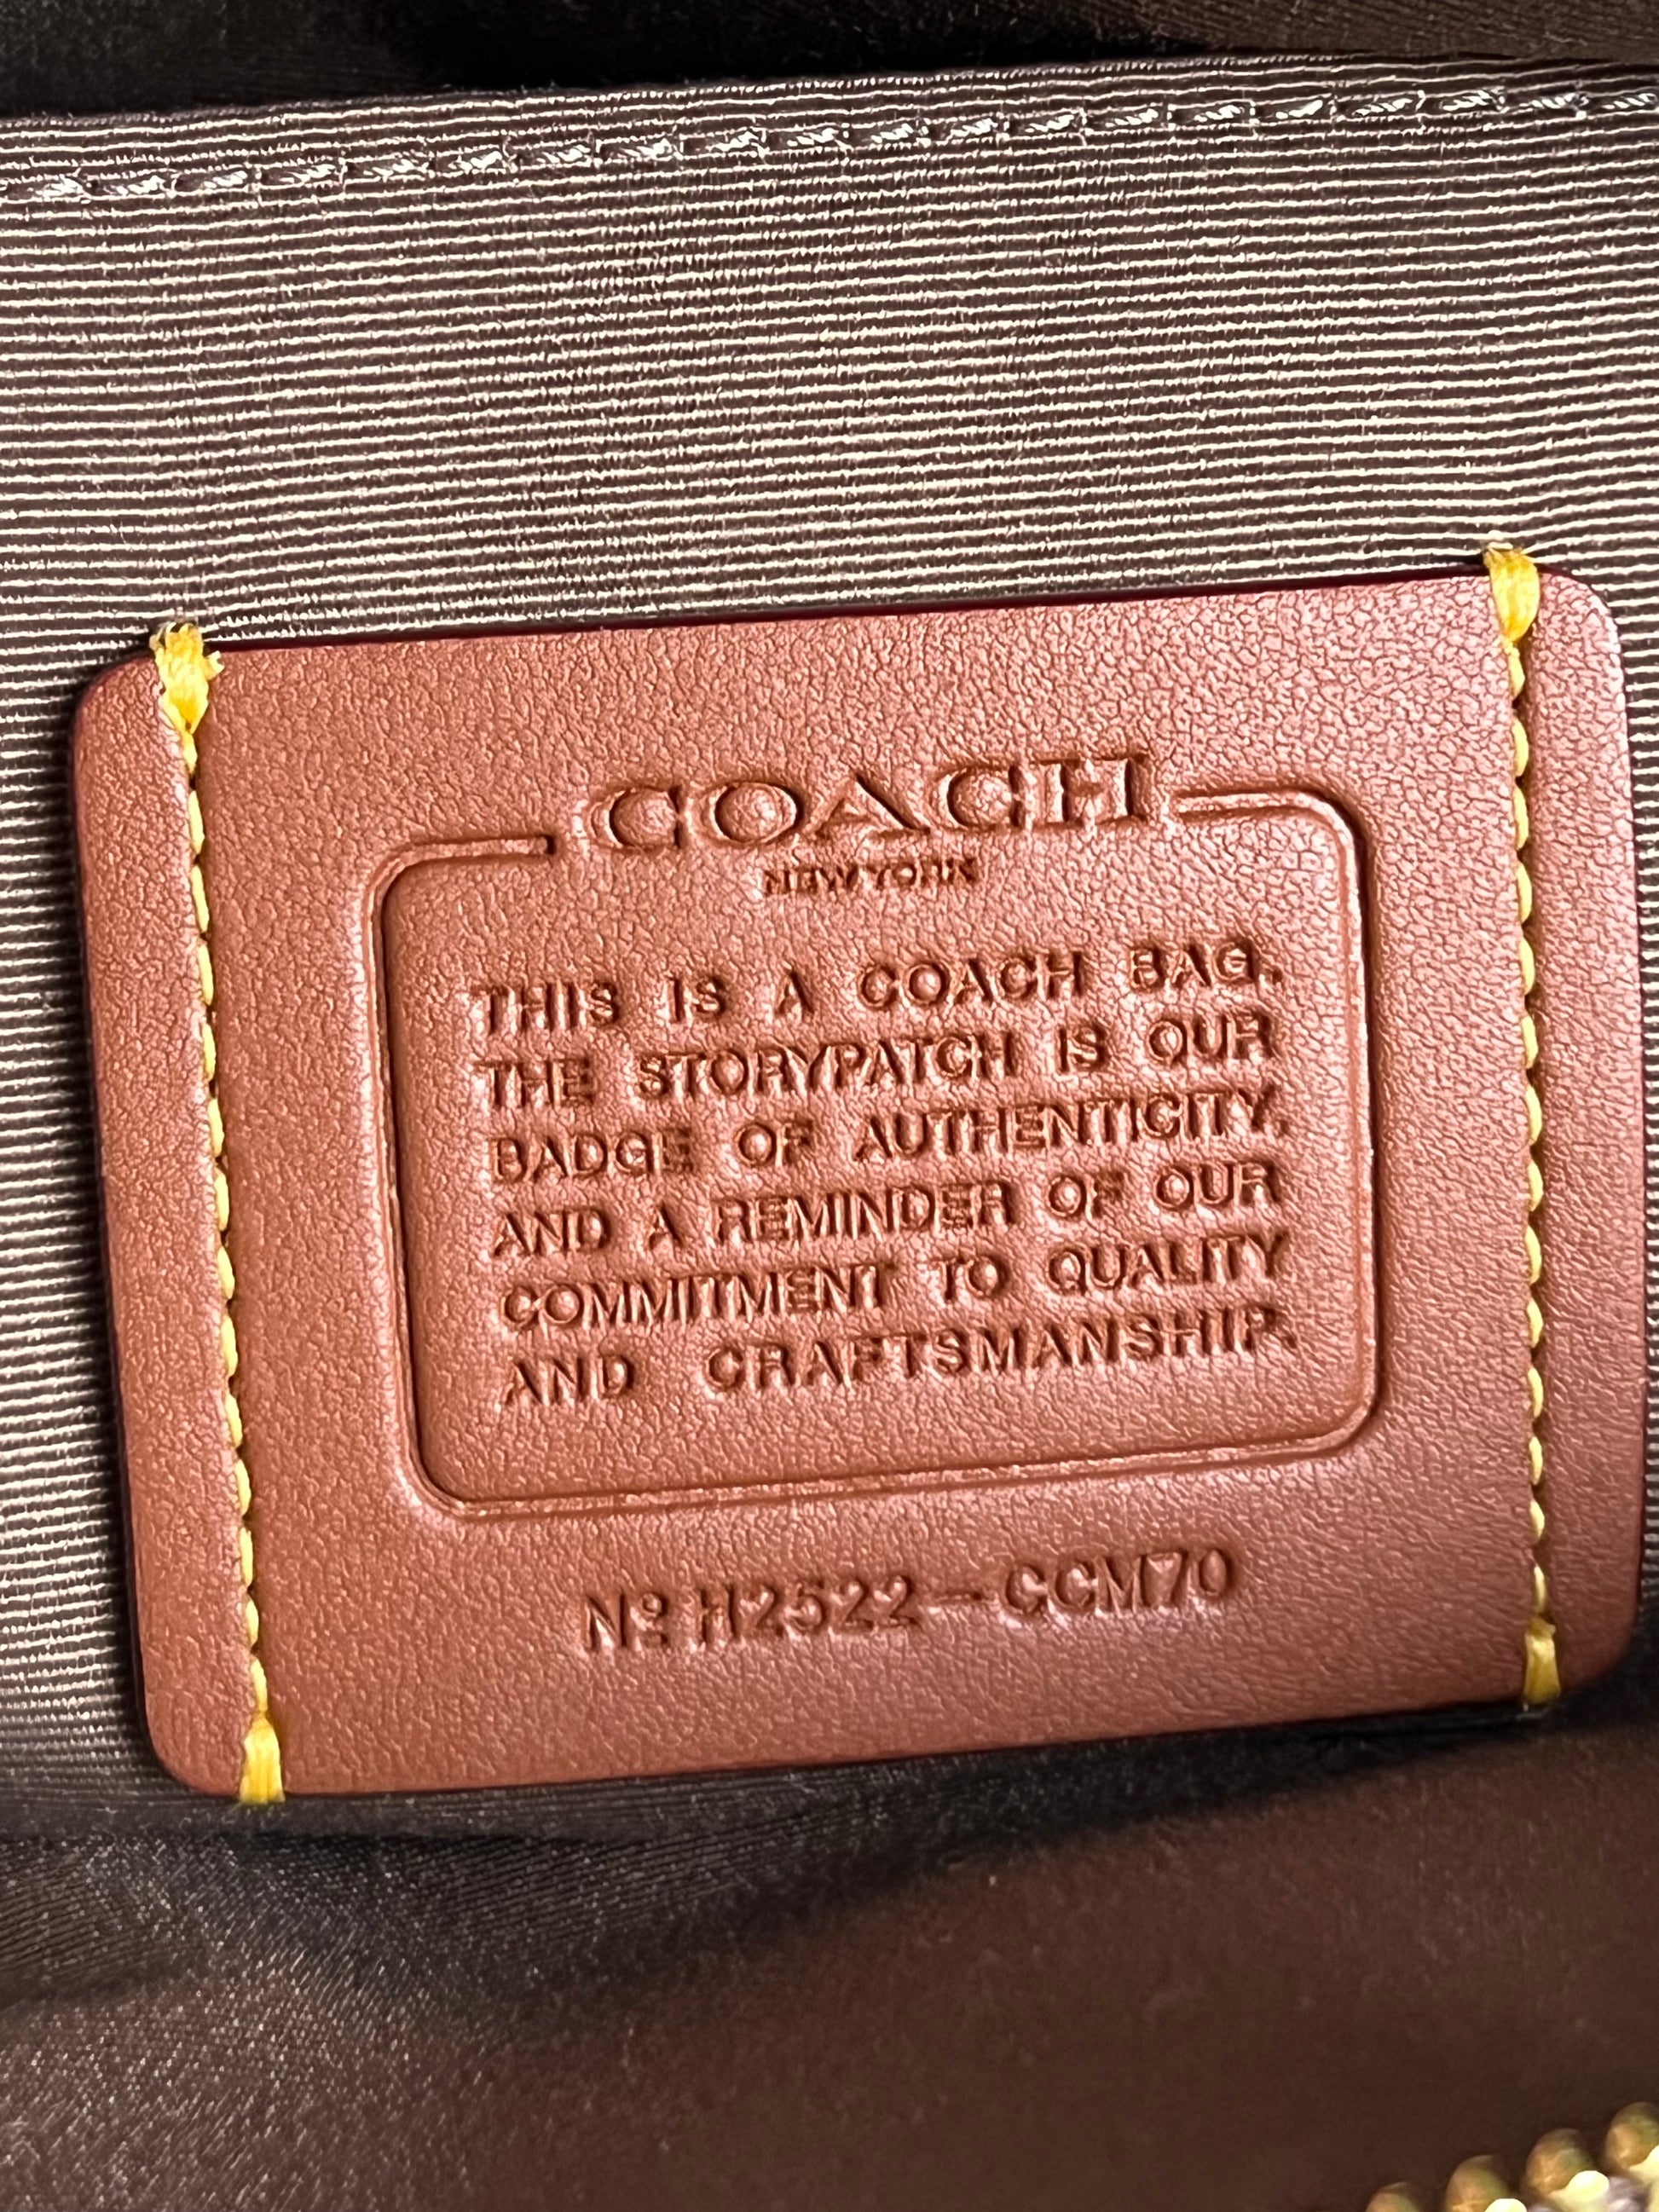 COACH
NEW YORK
THIS IS A COACH BAG.
THE STORYPATCH IS OUR
BADGE OF AUTHENTICITY,
AND A REMINDER OF OUR
COMMITMENT TO QUALITY
AND CRAFTSMANSHIP.
Nº H2522-GCM70